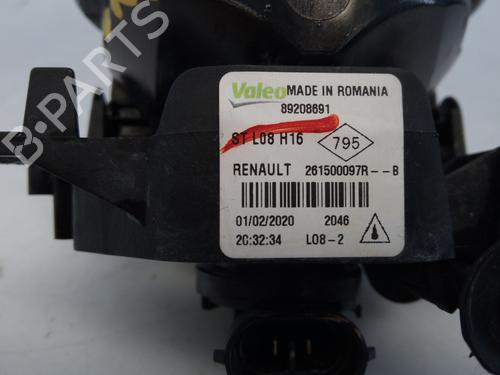 Valeo MADE IN ROMANIA
89208691
ST L08 H16
795
RENAULT 261500097R--B
01/02/2020 2046
20:32:34 L08-2